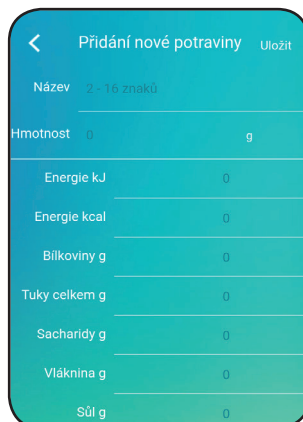 Přidání nové potraviny Uložit
Název 2 - 16 znaků
Hmotnost 0 g
Energie kJ 0
Energie kcal 0
Bílkoviny g 0
Tuky celkem g 0
Sacharidy g 0
Vláknina g 0
Sůl g 0